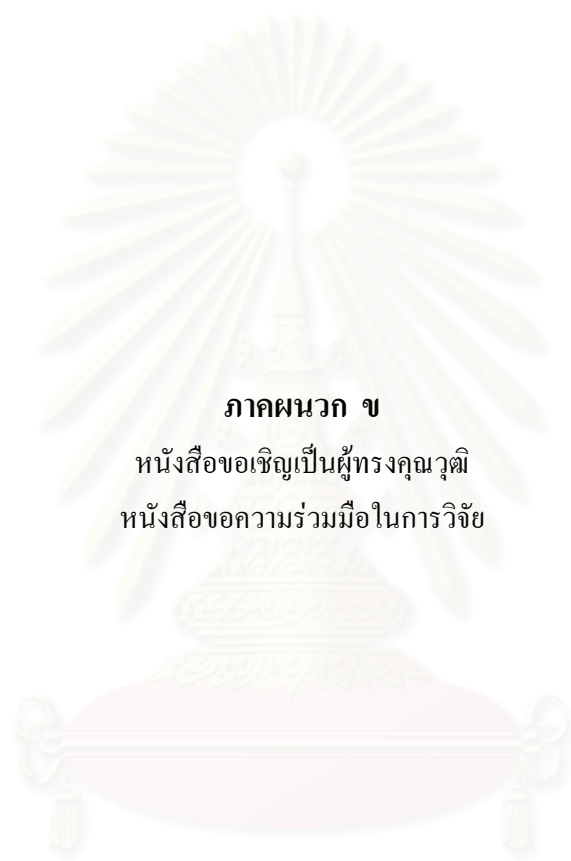 ภาคผนวก ข
หนังสือขอเชิญเป็นผู้ทรงคุณวุฒิ
หนังสือขอความร่วมมือในการวิจัย